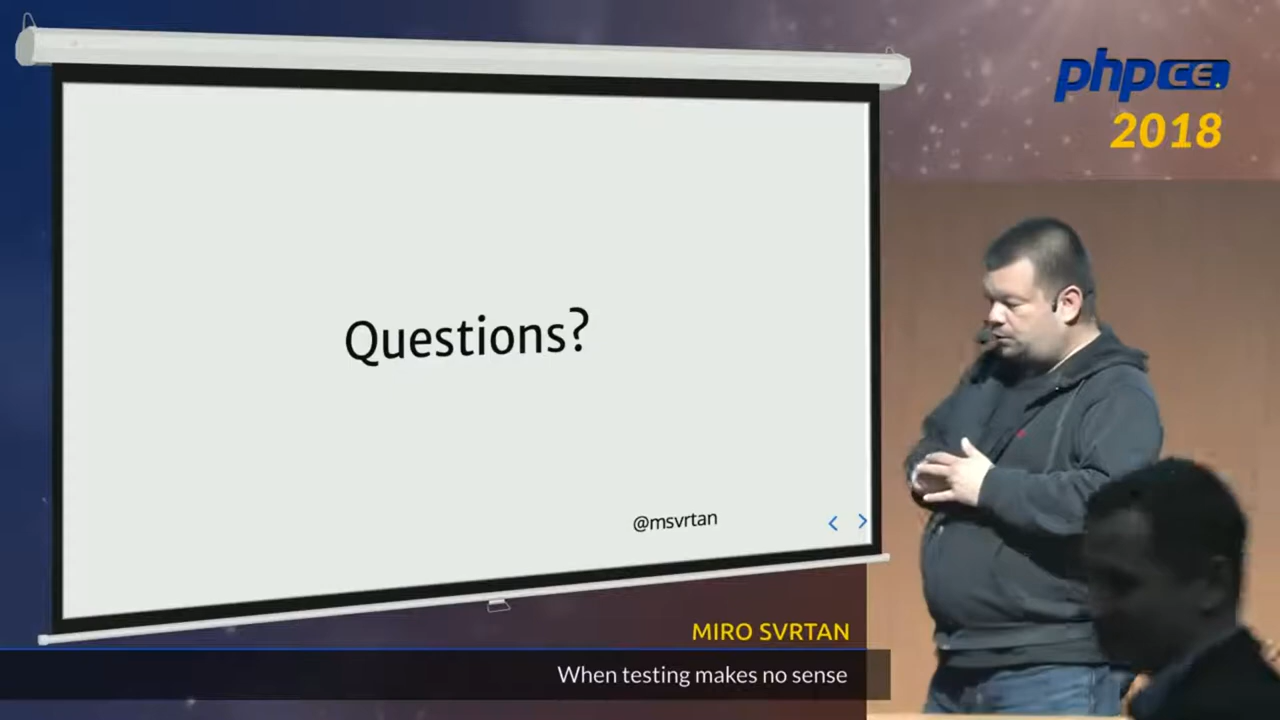 phpce.
2018
Questions?
@msvrtan
MIRO SVRTAN
When testing makes no sense